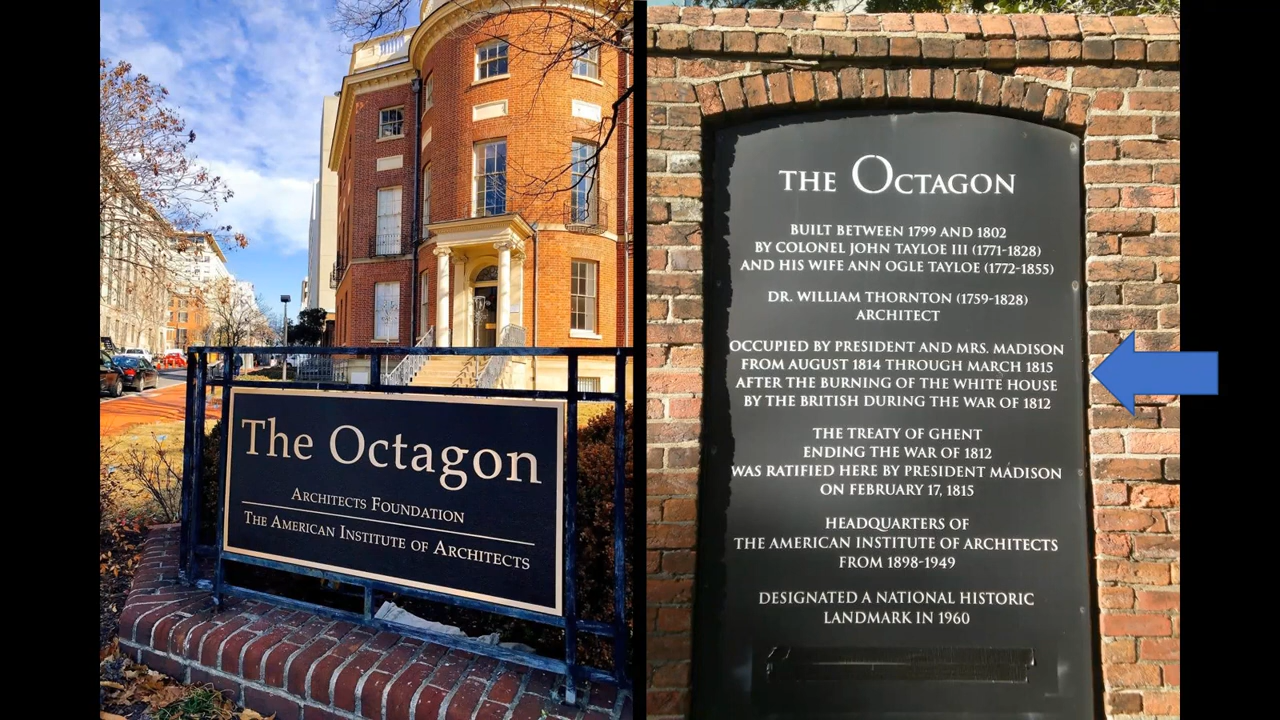 The Octagon
Architects Foundation
The American Institute of Architects
THE OCTAGON
BUILT BETWEEN 1799 AND 1802
BY COLONEL JOHN TAYLOE III (1771-1828)
AND HIS WIFE ANN OGLE TAYLOE (1772-1855)
DR. WILLIAM THORNTON (1759-1828)
ARCHITECT
OCCUPIED BY PRESIDENT AND MRS. MADISON
FROM AUGUST 1814 THROUGH MARCH 1815
AFTER THE BURNING OF THE WHITE HOUSE
BY THE BRITISH DURING THE WAR OF 1812
THE TREATY OF GHENT
ENDING THE WAR OF 1812
WAS RATIFIED HERE BY PRESIDENT MADISON
ON FEBRUARY 17, 1815
HEADQUARTERS OF
THE AMERICAN INSTITUTE OF ARCHITECTS
FROM 1898-1949
DESIGNATED A NATIONAL HISTORIC
LANDMARK IN 1960